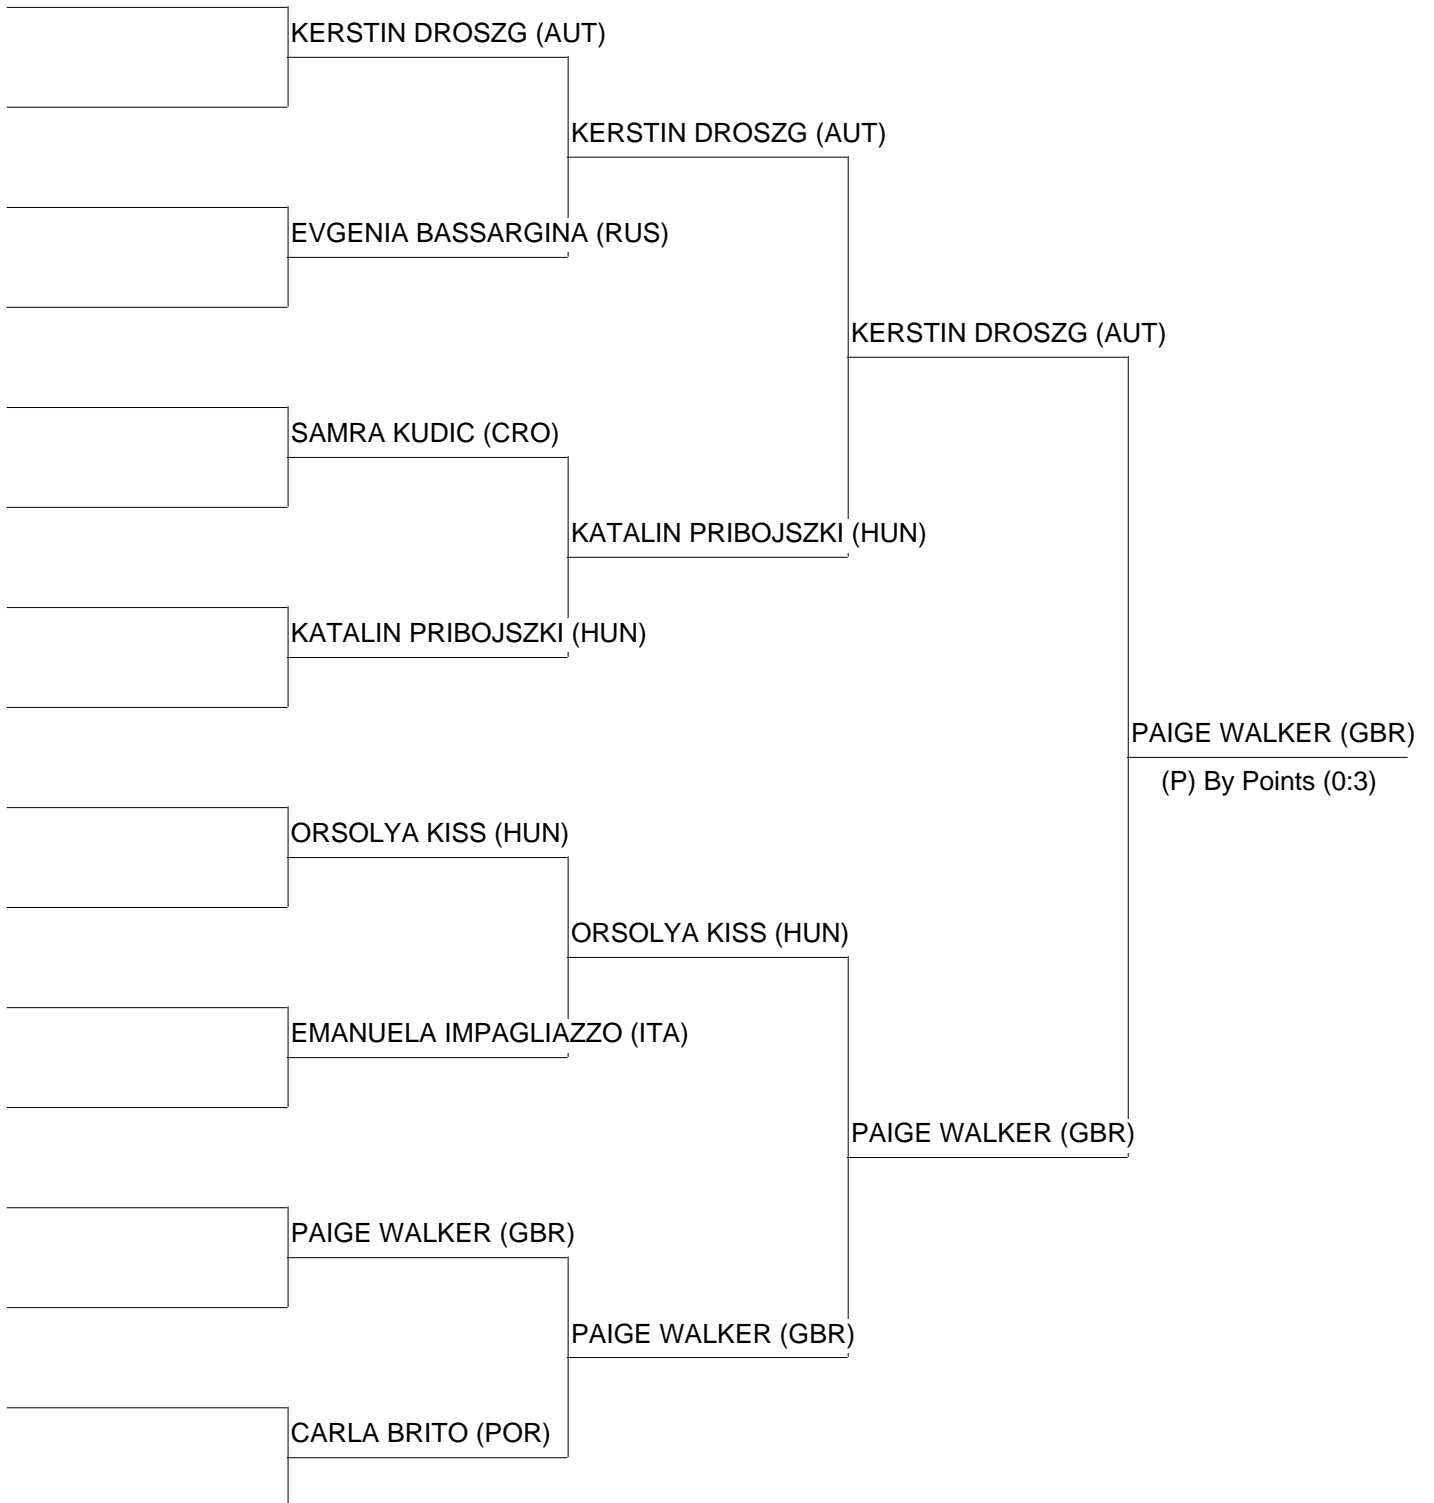 KERSTIN DROSZG (AUT)
KERSTIN DROSZG (AUT)
EVGENIA BASSARGINA (RUS)
KERSTIN DROSZG (AUT)
SAMRA KUDIC (CRO)
KATALIN PRIBOJSZKI (HUN)
KATALIN PRIBOJSZKI (HUN)
PAIGE WALKER (GBR)
(P) By Points (0:3)
ORSOLYA KISS (HUN)
ORSOLYA KISS (HUN)
EMANUELA IMPAGLIAZZO (ITA)
PAIGE WALKER (GBR)
PAIGE WALKER (GBR)
PAIGE WALKER (GBR)
CARLA BRITO (POR)